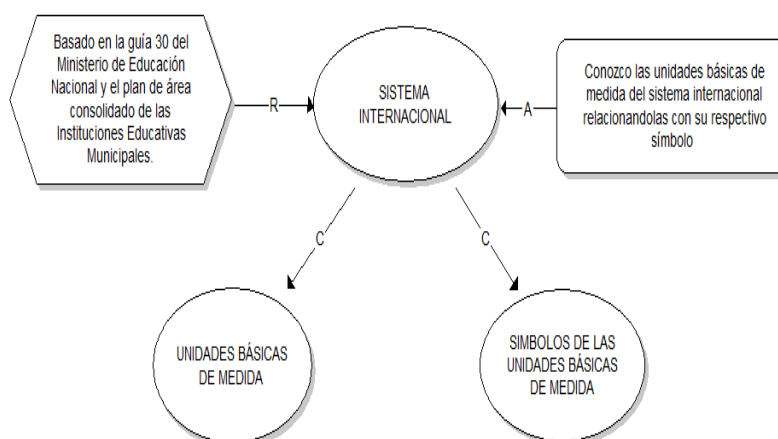 Basado en la guía 30 del
Ministerio de Educación
Nacional y el plan de área
consolidado de las
Instituciones Educativas
Municipales.
R
SISTEMA
INTERNACIONAL
A
Conozco las unidades básicas de
medida del sistema internacional
relacionandolas con su respectivo
símbolo
C
C
UNIDADES BÁSICAS
DE MEDIDA
SIMBOLOS DE LAS
UNIDADES BÁSICAS
DE MEDIDA